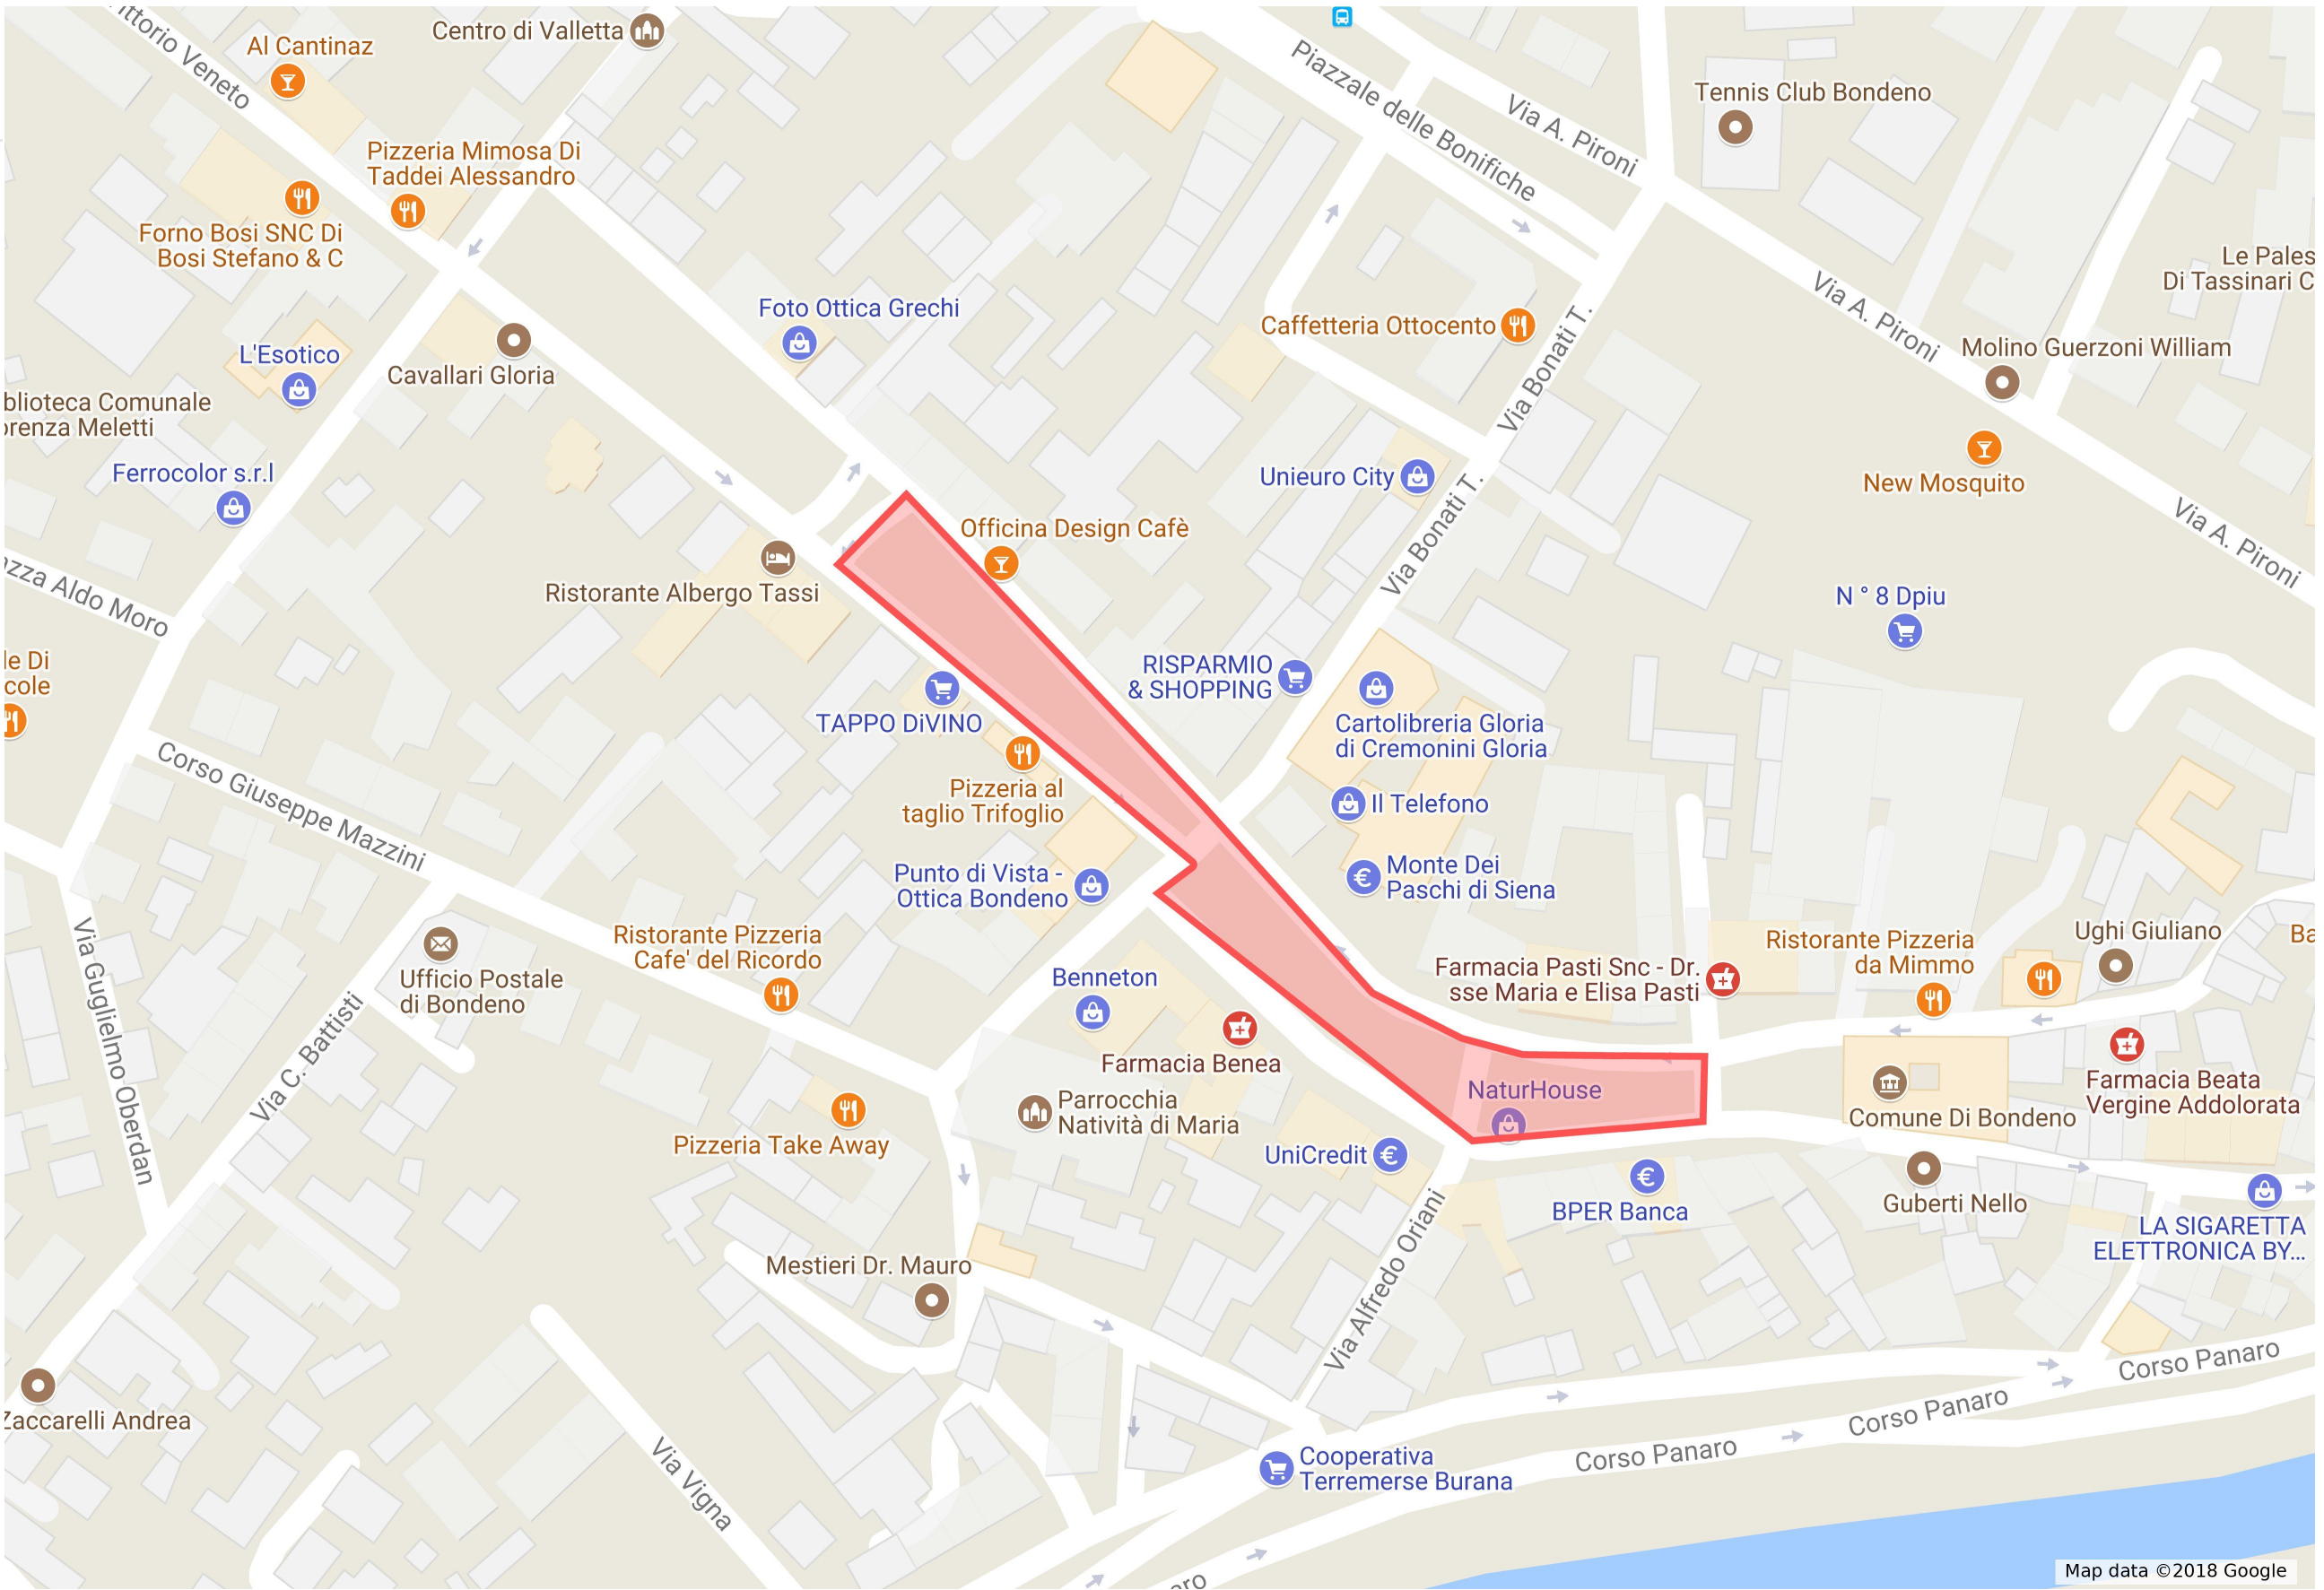 Vittorio Veneto
Al Cantinaz
Centro di Valletta
Piazzale delle Bonifiche
Via A. Pironi
Tennis Club Bondeno
Pizzeria Mimosa Di
Taddei Alessandro
Forno Bosi SNC Di
Bosi Stefano & C
Le Pales
Di Tassinari C
Foto Ottica Grechi
Caffetteria Ottocento
Via Bonati T.
Via A. Pironi
L'Esotico
Cavallari Gloria
Molino Guerzoni William
blioteca Comunale
orenza Meletti
Ferrocolor s.r.l
Unieuro City
Via Bonati T.
New Mosquito
Officina Design Cafè
Via A. Pironi
zza Aldo Moro
Ristorante Albergo Tassi
N ° 8 Dpiu
le Di
cole
RISPARMIO
& SHOPPING
TAPPO DiVINO
Cartolibreria Gloria
di Cremonini Gloria
Corso Giuseppe Mazzini
Pizzeria al
taglio Trifoglio
Il Telefono
Punto di Vista -
Ottica Bondeno
Monte Dei
Paschi di Siena
Ristorante Pizzeria
Cafe' del Ricordo
Ristorante Pizzeria
da Mimmo
Ughi Giuliano
Ba
Via Guglielmo Oberdan
Ufficio Postale
di Bondeno
Benneton
Farmacia Pasti Snc - Dr.
sse Maria e Elisa Pasti
Via C. Battisti
Farmacia Benea
NaturHouse
Farmacia Beata
Vergine Addolorata
Parrocchia
Natività di Maria
Comune Di Bondeno
Pizzeria Take Away
UniCredit
BPER Banca
Guberti Nello
LA SIGARETTA
ELETTRONICA BY...
Mestieri Dr. Mauro
Via Alfredo Oriani
Corso Panaro
Zaccarelli Andrea
Corso Panaro
Via Vigna
Corso Panaro
Cooperativa
Terremerse Burana
aro
Map data ©2018 Google